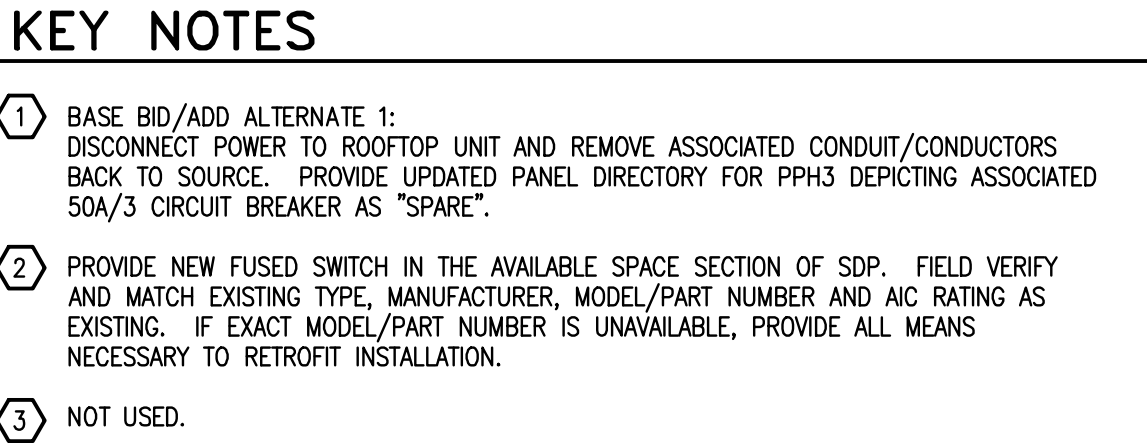 KEY NOTES
1 BASE BID/ADD ALTERNATE 1:
DISCONNECT POWER TO ROOFTOP UNIT AND REMOVE ASSOCIATED CONDUIT/CONDUCTORS
BACK TO SOURCE. PROVIDE UPDATED PANEL DIRECTORY FOR PPH3 DEPICTING ASSOCIATED
50A/3 CIRCUIT BREAKER AS "SPARE".
2 PROVIDE NEW FUSED SWITCH IN THE AVAILABLE SPACE SECTION OF SDP. FIELD VERIFY
AND MATCH EXISTING TYPE, MANUFACTURER, MODEL/PART NUMBER AND AIC RATING AS
EXISTING. IF EXACT MODEL/PART NUMBER IS UNAVAILABLE, PROVIDE ALL MEANS
NECESSARY TO RETROFIT INSTALLATION.
3 NOT USED.